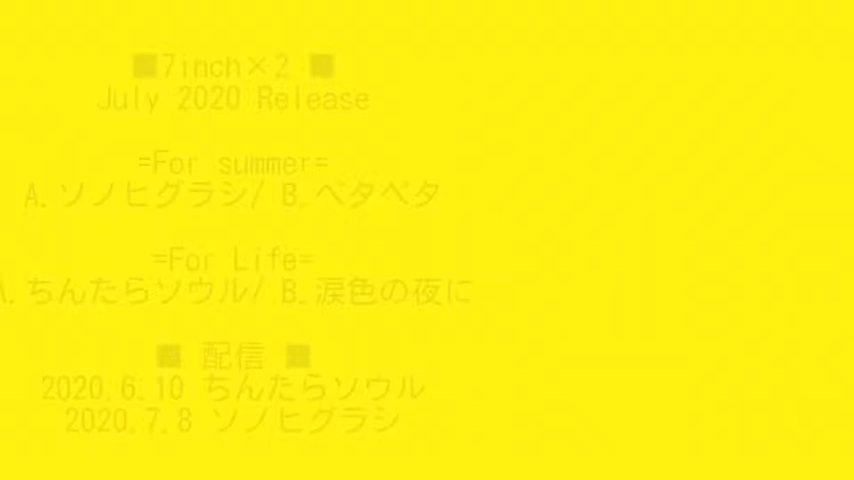 ■7inch×2 ■
July 2020 Release
=For summer=
A.ソノヒグラシ/ B.ベタベタ
=For Life=
A.ちんたらソウル/ B.涙色の夜に
■ 配信 ■
2020.6.10 ちんたらソウル
2020.7.8 ソノヒグラシ